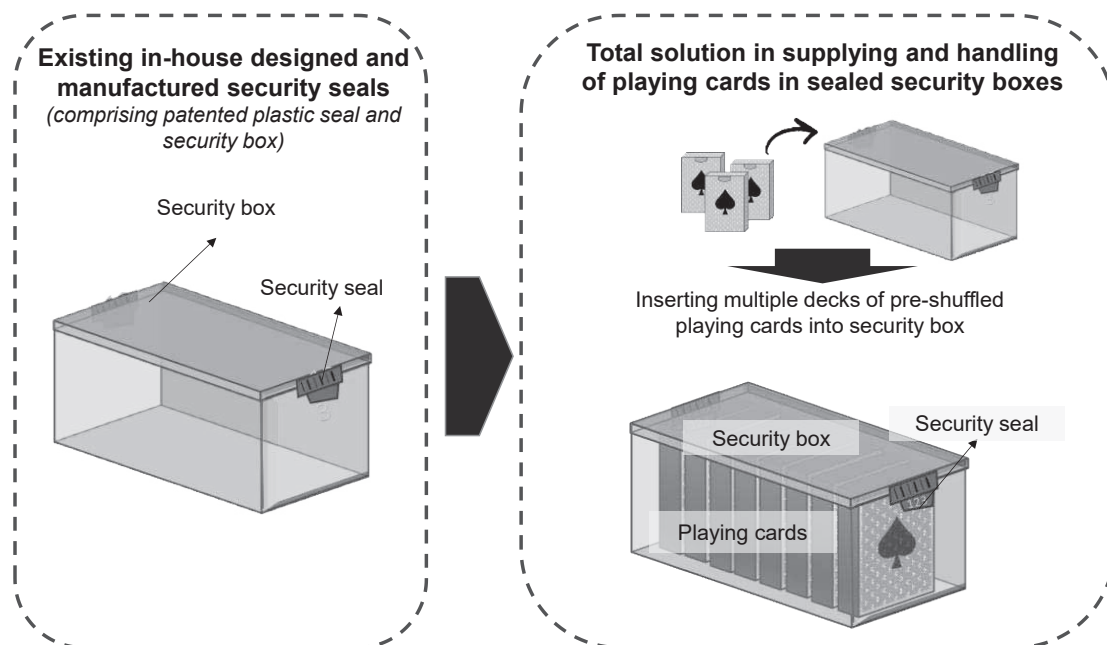 Existing in-house designed and
manufactured security seals
(comprising patented plastic seal and
security box)
Security box
Security seal
Total solution in supplying and handling
of playing cards in sealed security boxes
Inserting multiple decks of pre-shuffled
playing cards into security box
Security box
Security seal
Playing cards